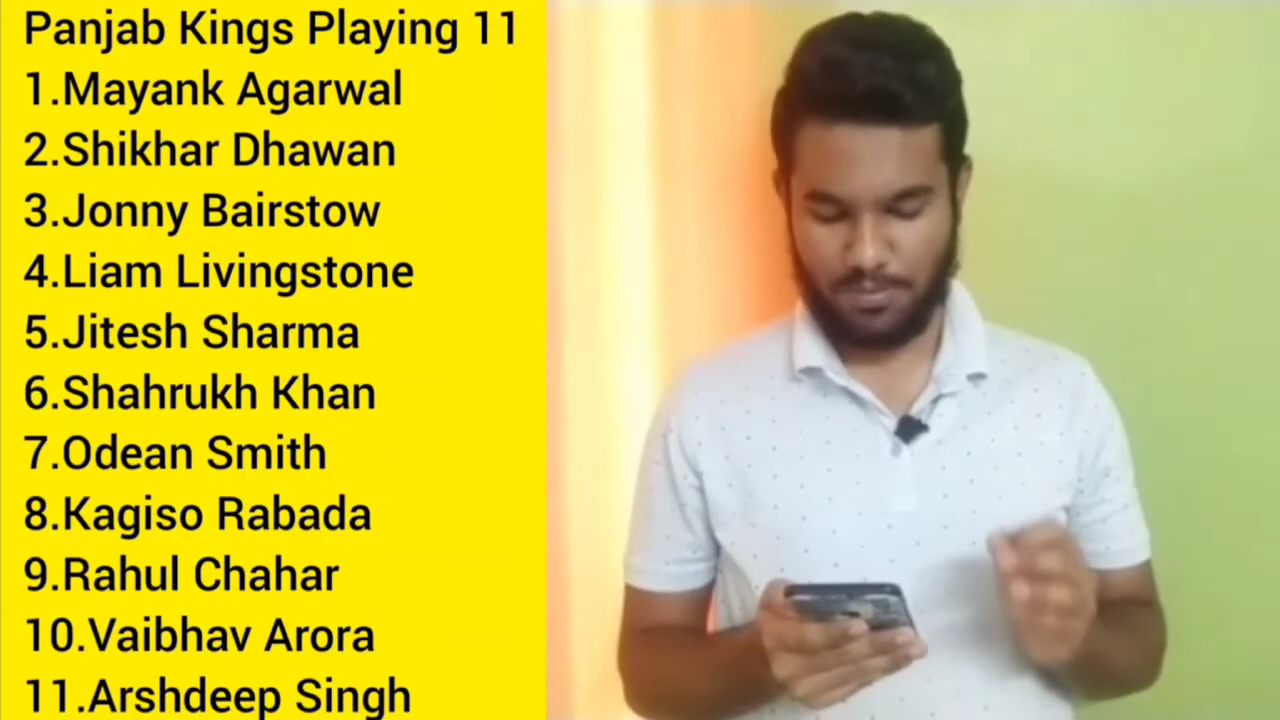 Panjab Kings Playing 11
1.Mayank Agarwal
2.Shikhar Dhawan
3.Jonny Bairstow
4.Liam Livingstone
5.Jitesh Sharma
6.Shahrukh Khan
7.Odean Smith
8.Kagiso Rabada
9.Rahul Chahar
10.Vaibhav Arora
11.Arshdeep Singh